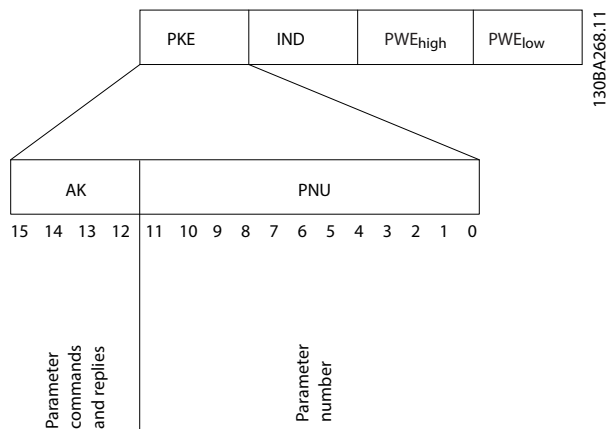 PKE IND PWEhigh PWElow
130BA268.11
AK PNU
15 14 13 12 11 10 9 8 7 6 5 4 3 2 1 0
Parameter
commands
and replies
Parameter
number